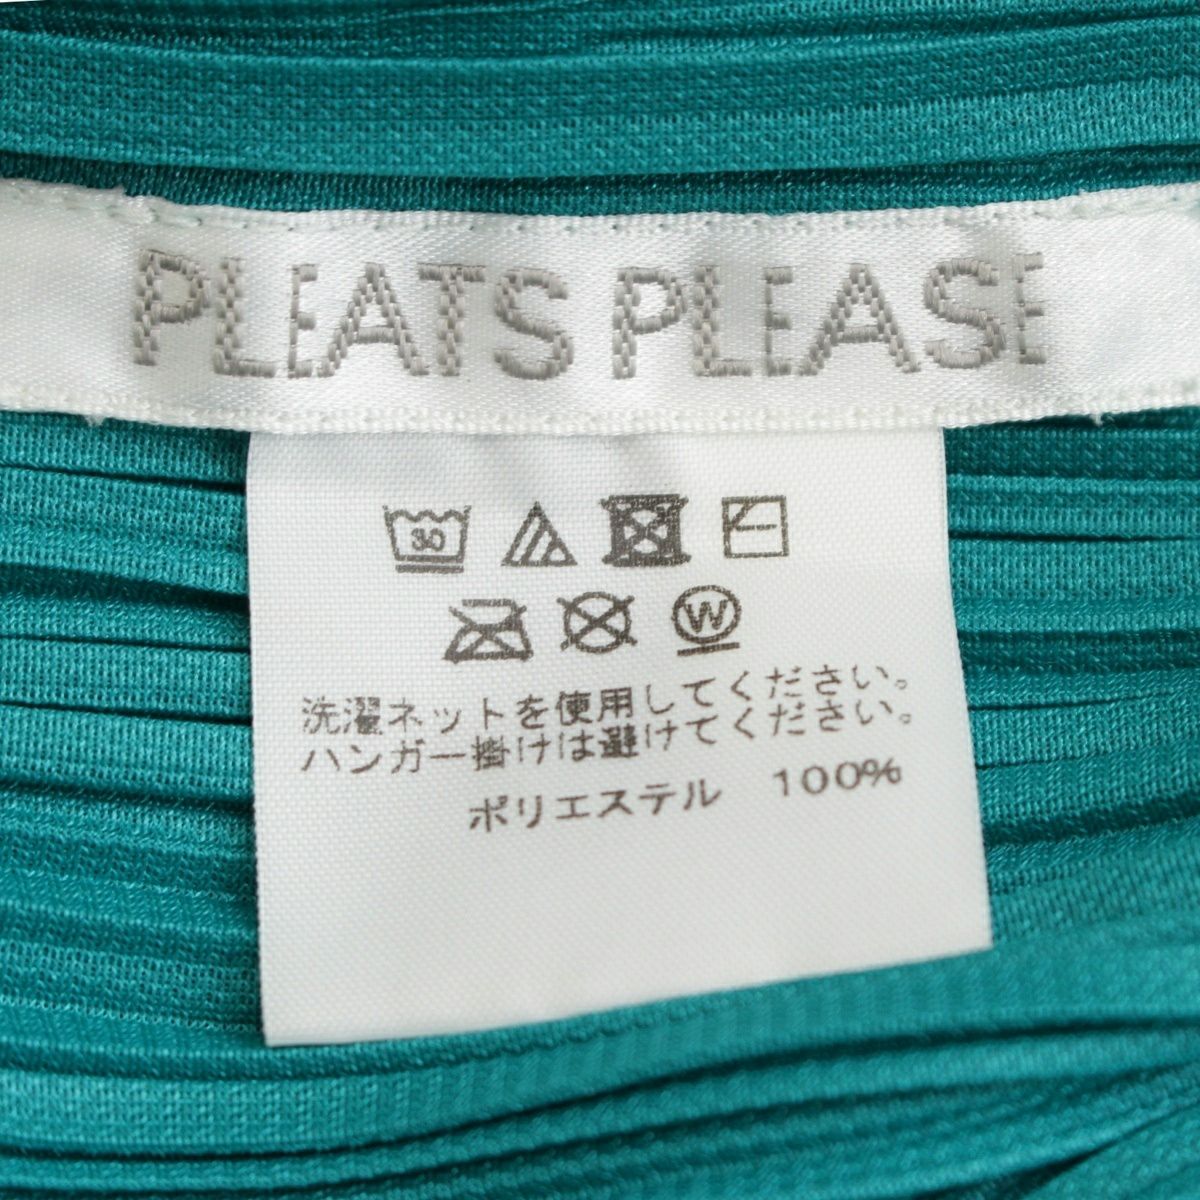 PLEATS PLEASE
30
W
洗濯ネットを使用してください。
ハンガー掛けは避けてください。
ポリエステル 100%